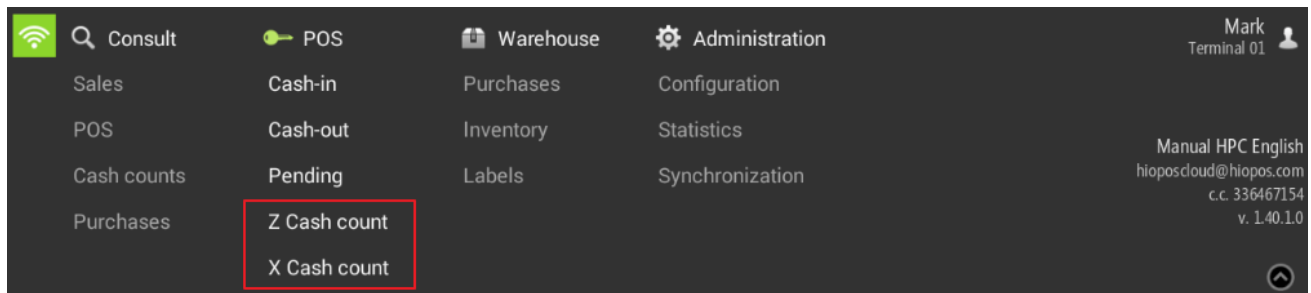 Consult
Sales
POS
Cash counts
Purchases
POS
Cash-in
Cash-out
Pending
Z Cash count
X Cash count
Warehouse
Purchases
Inventory
Labels
Administration
Configuration
Statistics
Synchronization
Mark
Terminal 01
Manual HPC English
hioposcloud@hiopos.com
c.c. 336467154
v. 1.40.1.0